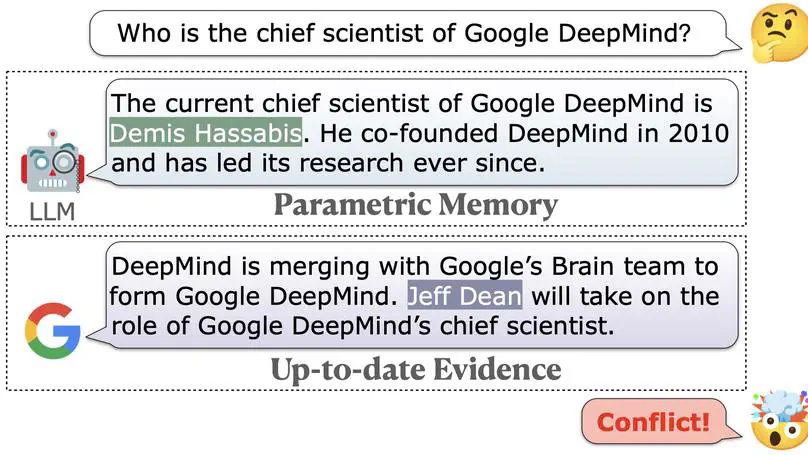 Who is the chief scientist of Google DeepMind?
The current chief scientist of Google DeepMind is
Demis Hassabis. He co-founded DeepMind in 2010
and has led its research ever since.
LLM
Parametric Memory
DeepMind is merging with Google's Brain team to
form Google DeepMind. Jeff Dean will take on the
role of Google DeepMind's chief scientist.
G
Up-to-date Evidence
Conflict!